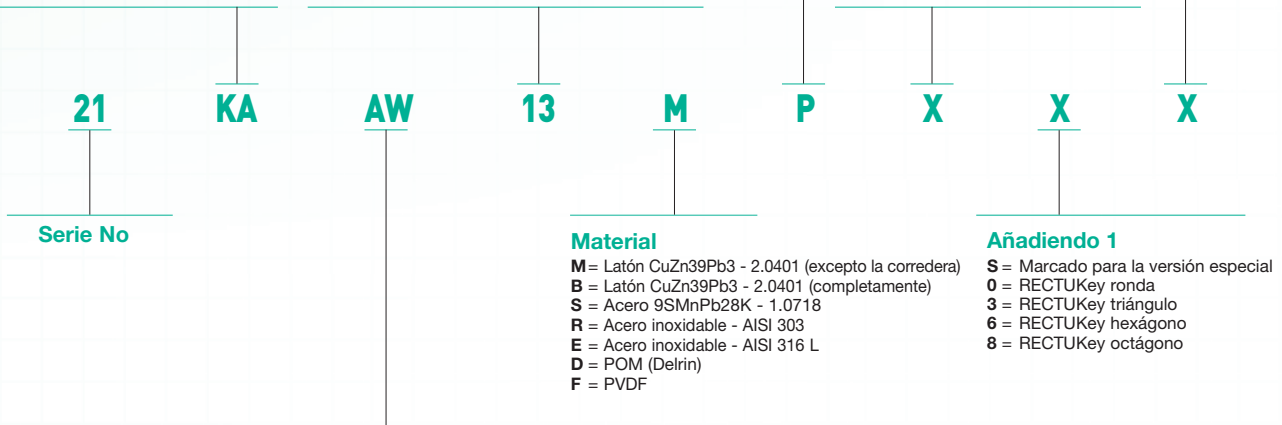 21 KA AW 13 M P X X X
Serie No
Material
M = Latón CuZn39Pb3 - 2.0401 (excepto la corredera)
B = Latón CuZn39Pb3 - 2.0401 (completamente)
S = Acero 9SMnPb28K - 1.0718
R = Acero inoxidable - AISI 303
E = Acero inoxidable - AISI 316 L
D = POM (Delrin)
F = PVDF
Añadiendo 1
S = Marcado para la versión especial
0 = RECTUKey ronda
3 = RECTUKey triángulo
6 = RECTUKey hexágono
8 = RECTUKey octágono